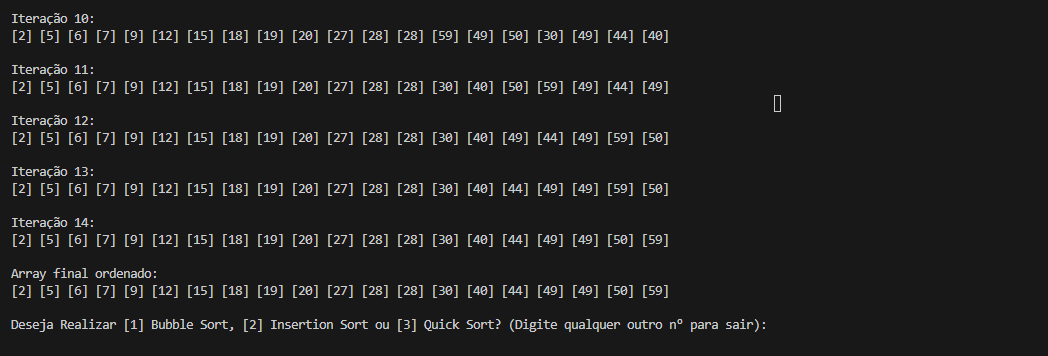 Iteração 10:
[2] [5] [6] [7] [9] [12] [15] [18] [19] [20] [27] [28] [28] [59] [49] [50] [30] [49] [44] [40]
Iteração 11:
[2] [5] [6] [7] [9] [12] [15] [18] [19] [20] [27] [28] [28] [30] [40] [50] [59] [49] [44] [49]
Iteração 12:
[2] [5] [6] [7] [9] [12] [15] [18] [19] [20] [27] [28] [28] [30] [40] [49] [44] [49] [59] [50]
Iteração 13:
[2] [5] [6] [7] [9] [12] [15] [18] [19] [20] [27] [28] [28] [30] [40] [44] [49] [49] [59] [50]
Iteração 14:
[2] [5] [6] [7] [9] [12] [15] [18] [19] [20] [27] [28] [28] [30] [40] [44] [49] [49] [50] [59]
Array final ordenado:
[2] [5] [6] [7] [9] [12] [15] [18] [19] [20] [27] [28] [28] [30] [40] [44] [49] [49] [50] [59]
Deseja Realizar [1] Bubble Sort, [2] Insertion Sort ou [3] Quick Sort? (Digite qualquer outro nº para sair):